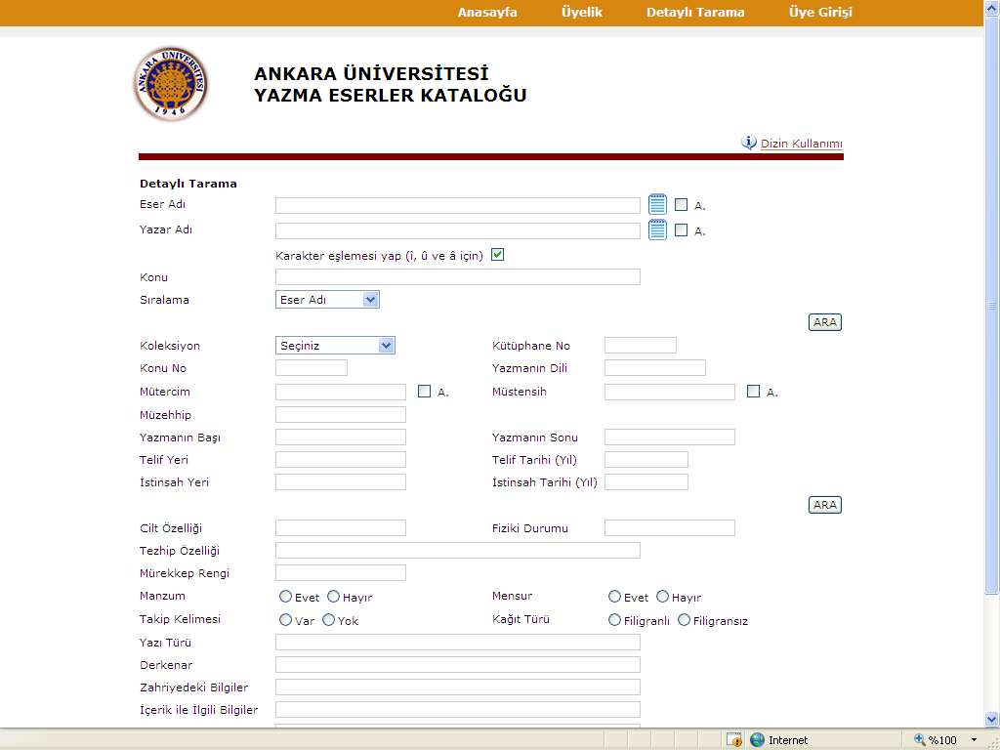 Anasayfa Üyelik Detaylı Tarama Üye Girişi
ANKARA ÜNİVERSİTESİ
1946
ANKARA ÜNİVERSİTESİ
YAZMA ESERLER KATALOĞU
Dizin Kullanımı
Detaylı Tarama
Eser Adı A.
Yazar Adı A.
Karakter eşlemesi yap (î, û ve â için)
Konu
Sıralama Eser Adı
ARA
Koleksiyon Seçiniz Kütüphane No
Konu No Yazmanın Dili
Mütercim A. Müstensih A.
Müzehhip
Yazmanın Başı Yazmanın Sonu
Telif Yeri Telif Tarihi (Yıl)
İstinsah Yeri İstinsah Tarihi (Yıl)
ARA
Cilt Özelliği Fiziki Durumu
Tezhip Özelliği
Mürekkep Rengi
Manzum Evet Hayır Mensur Evet Hayır
Takip Kelimesi Var Yok Kağıt Türü Filigranlı Filigransız
Yazı Türü
Derkenar
Zahriyedeki Bilgiler
İçerik ile İlgili Bilgiler
Internet %100